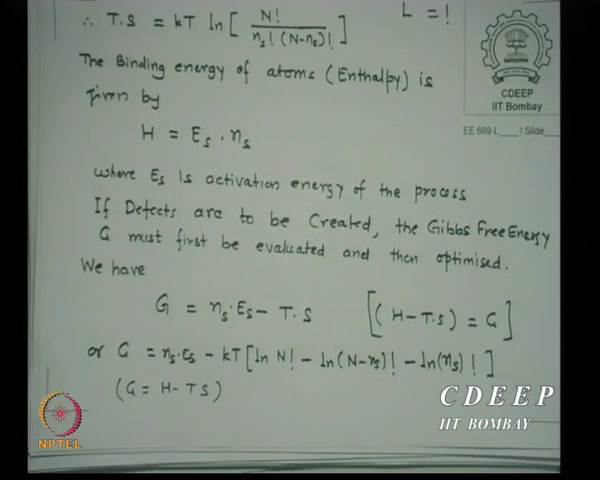 ∴ T.S = kT ln [ N! / ns! (N-ns)! ]
L = !
The Binding energy of atoms (Enthalpy) is
given by
H = Es . ns
where Es is activation energy of the process
If Defects are to be Created, the Gibbs Free Energy
G must first be evaluated and then optimised.
We have
G = ns.Es - T.S [(H-T.S) = G]
or G = ns.Es - kT [ln N! - ln (N-ns)! - ln(ns)!]
(G = H-TS)
CDEEP
IIT Bombay
EE 669 L____ / Slide____
NPTEL
CDEEP
IIT BOMBAY